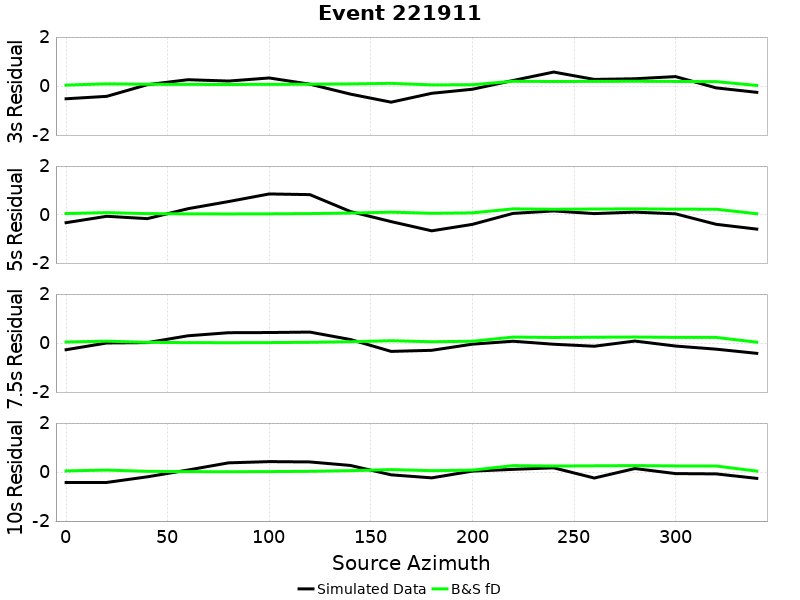 Event 221911
3s Residual
2
0
-2
5s Residual
2
0
-2
7.5s Residual
2
0
-2
10s Residual
2
0
-2
0 50 100 150 200 250 300
Source Azimuth
Simulated Data B&S fD